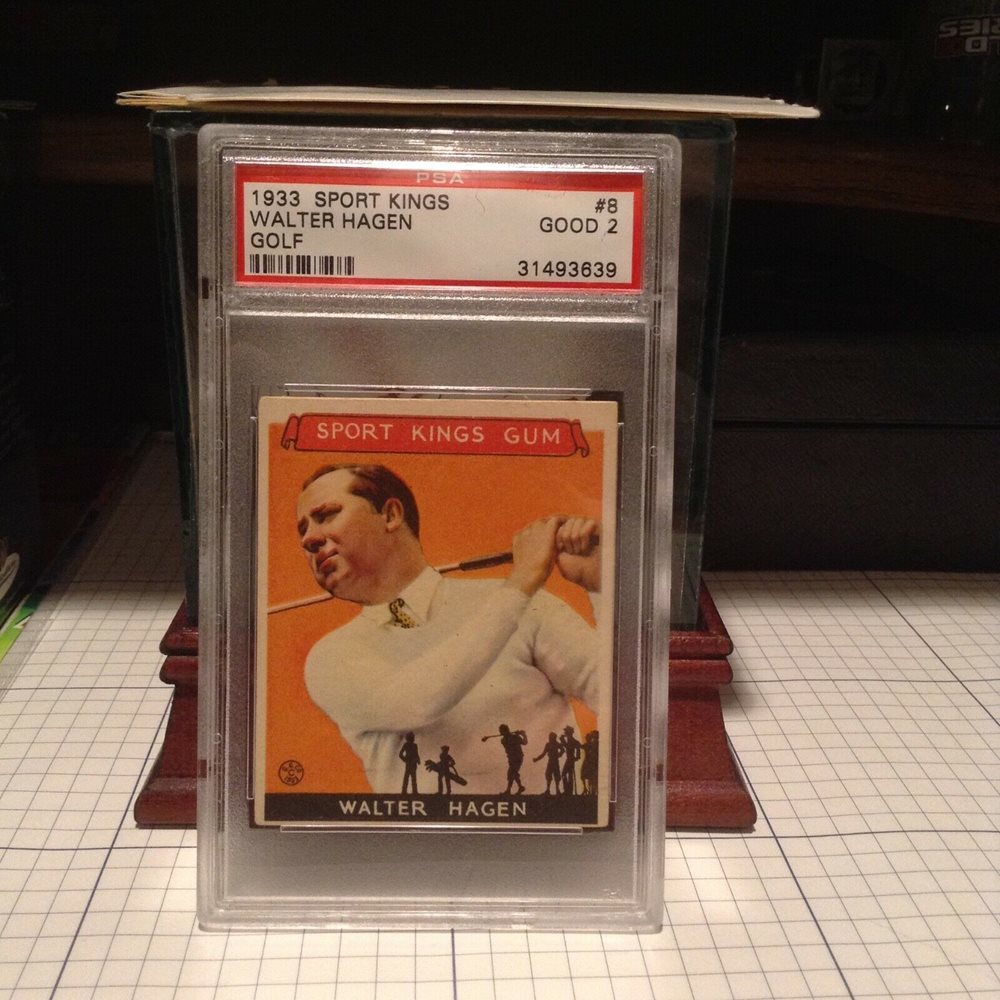 PSA
1933 SPORT KINGS #8
WALTER HAGEN GOOD 2
GOLF
31493639
SPORT KINGS GUM
WALTER HAGEN